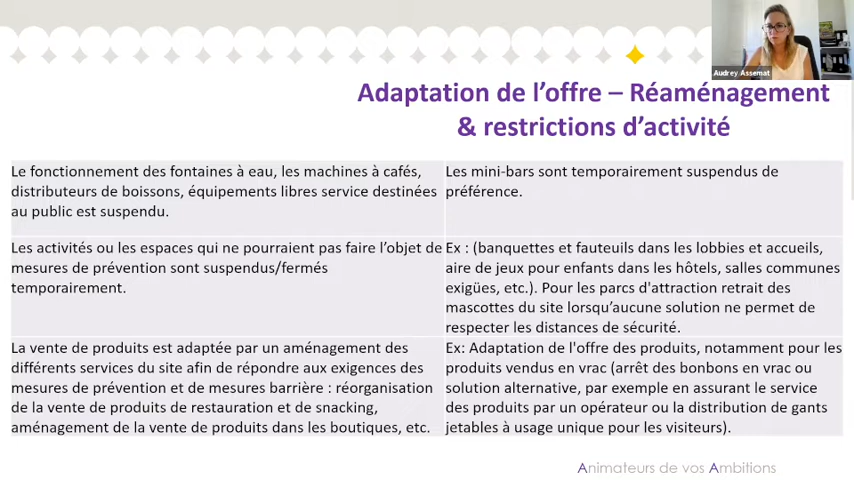 Audrey Assemat
Adaptation de l'offre – Réaménagement
& restrictions d'activité
Le fonctionnement des fontaines à eau, les machines à cafés,
distributeurs de boissons, équipements libres service destinées
au public est suspendu.
Les mini-bars sont temporairement suspendus de
préférence.
Les activités ou les espaces qui ne pourraient pas faire l'objet de
mesures de prévention sont suspendus/fermés
temporairement.
Ex : (banquettes et fauteuils dans les lobbies et accueils,
aire de jeux pour enfants dans les hôtels, salles communes
exigües, etc.). Pour les parcs d'attraction retrait des
mascottes du site lorsqu'aucune solution ne permet de
respecter les distances de sécurité.
La vente de produits est adaptée par un aménagement des
différents services du site afin de répondre aux exigences des
mesures de prévention et de mesures barrière : réorganisation
de la vente de produits de restauration et de snacking,
aménagement de la vente de produits dans les boutiques, etc.
Ex: Adaptation de l'offre des produits, notamment pour les
produits vendus en vrac (arrêt des bonbons en vrac ou
solution alternative, par exemple en assurant le service
des produits par un opérateur ou la distribution de gants
jetables à usage unique pour les visiteurs).
Animateurs de vos Ambitions